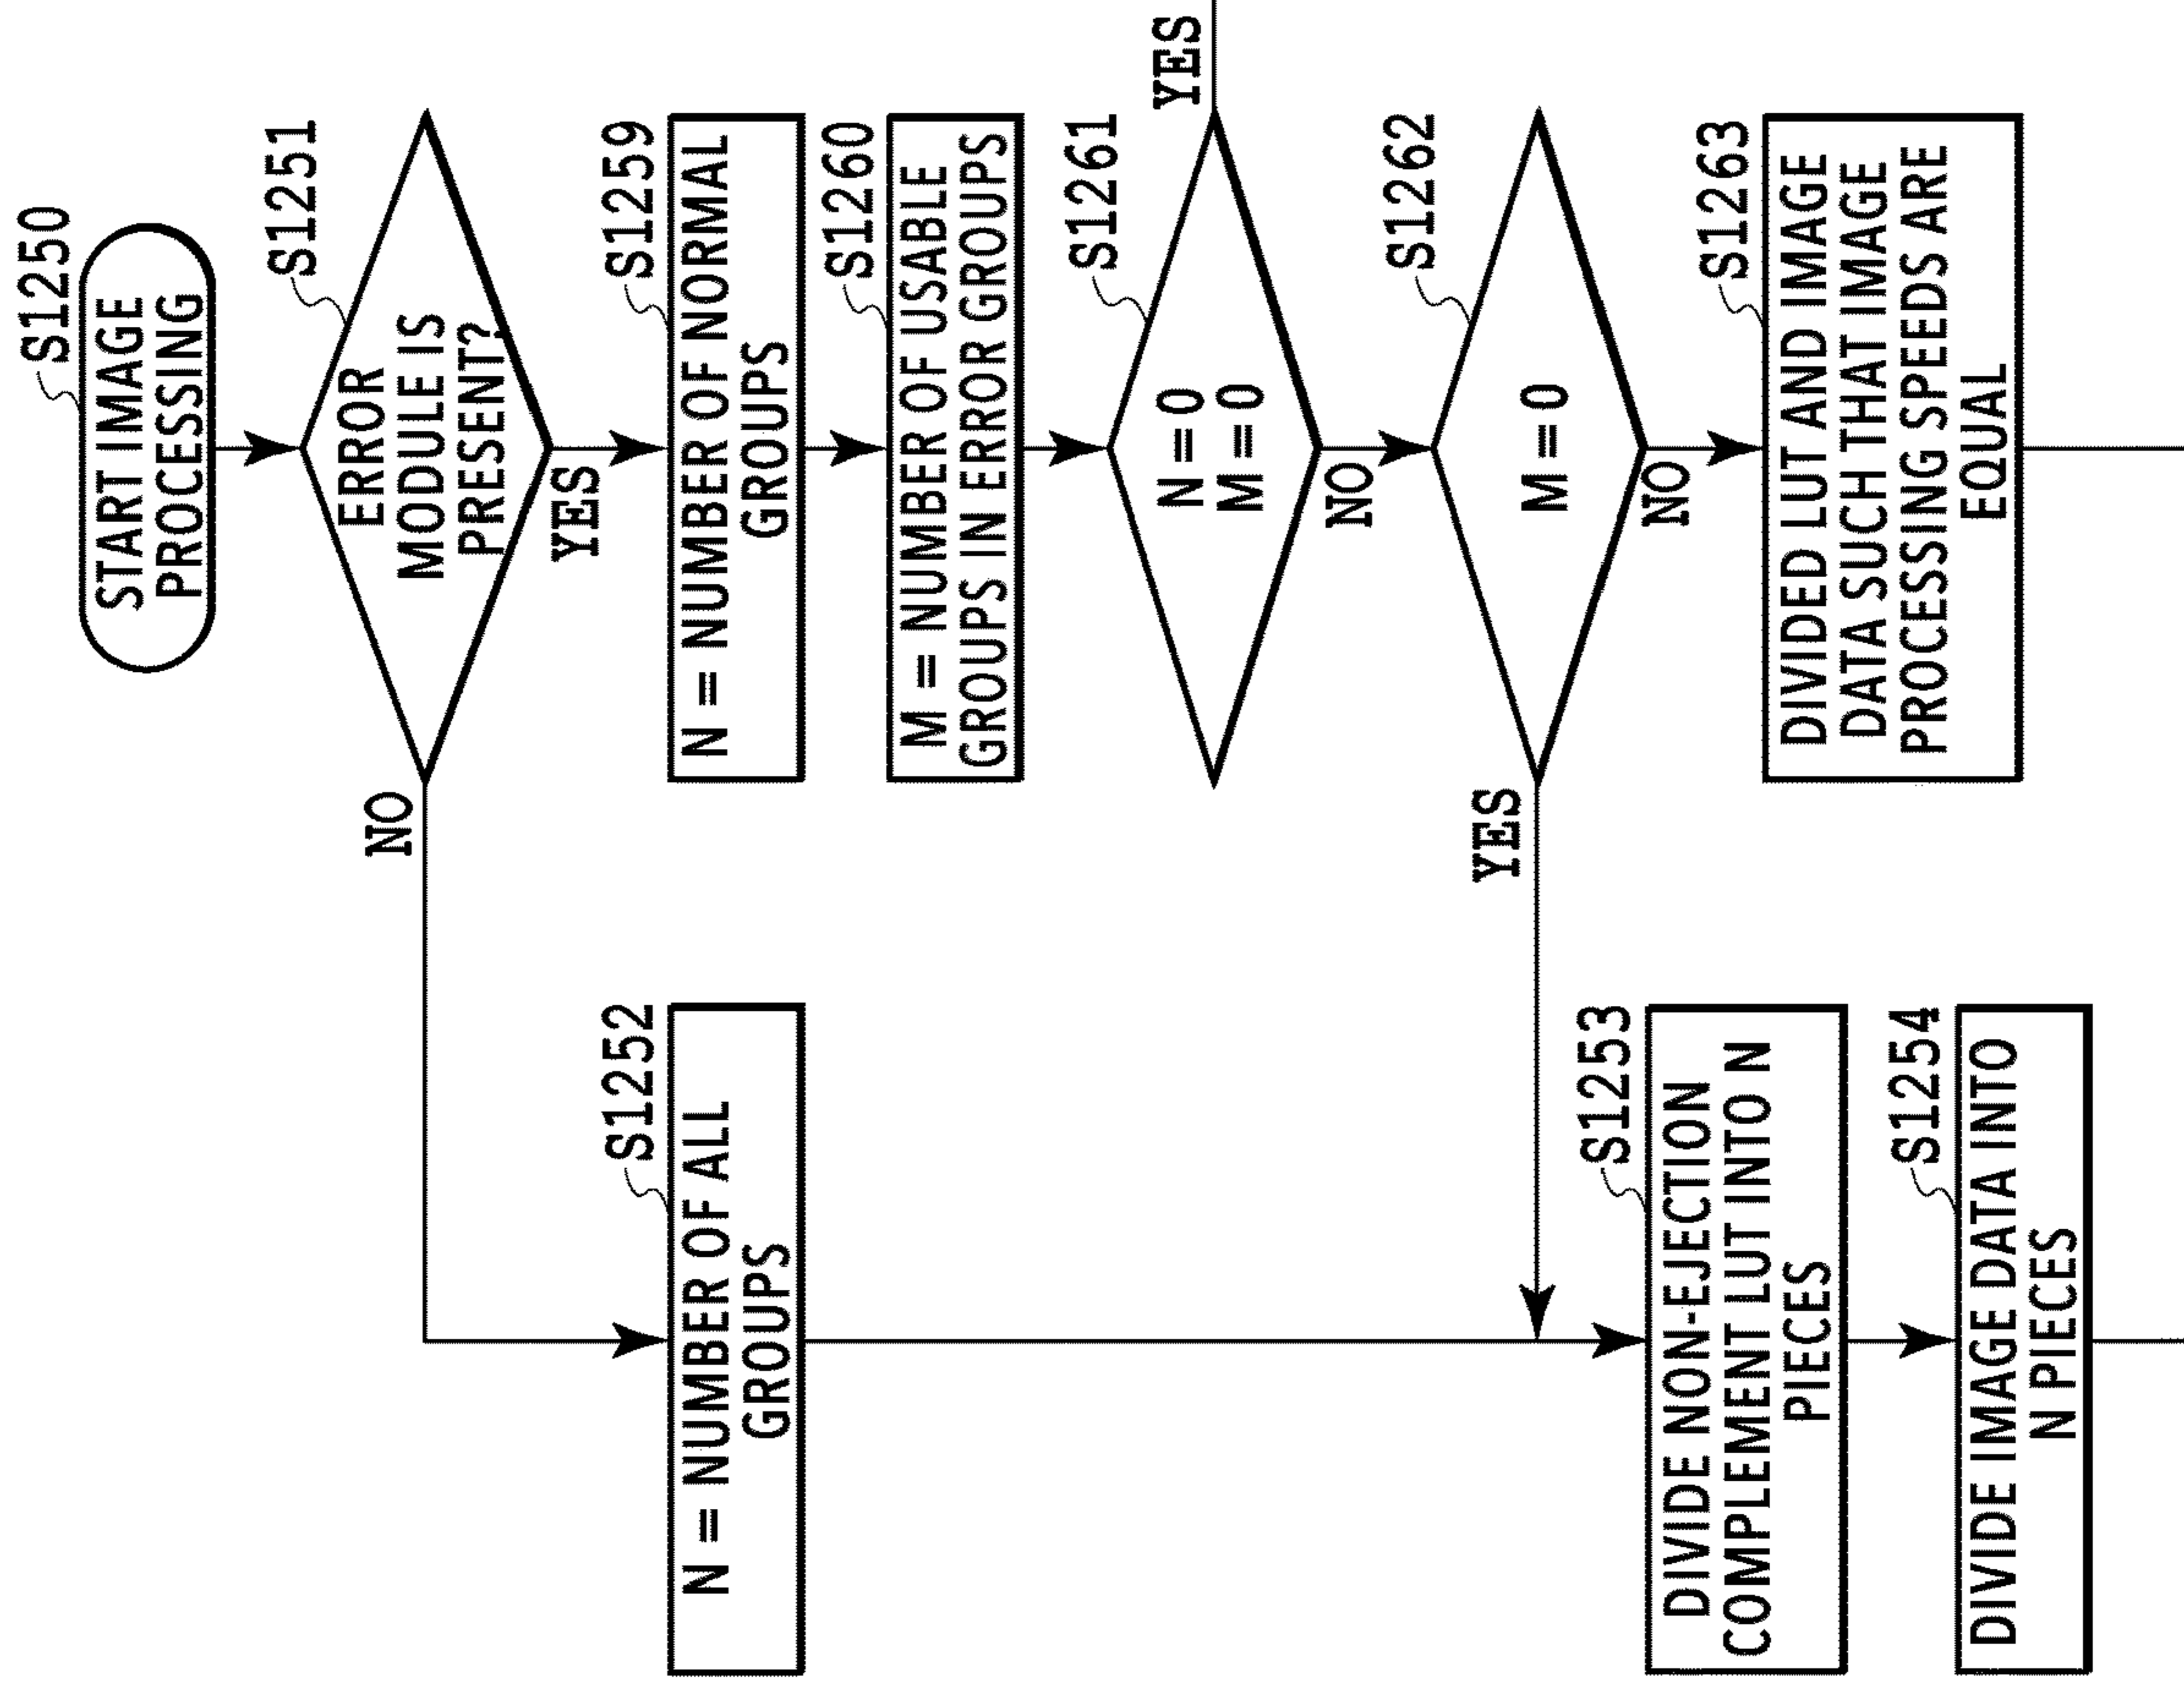 S1250
START IMAGE
PROCESSING
S1251
ERROR
MODULE IS
PRESENT?
NO
YES
S1252
N = NUMBER OF ALL
GROUPS
S1259
N = NUMBER OF NORMAL
GROUPS
S1260
M = NUMBER OF USABLE
GROUPS IN ERROR GROUPS
S1261
N = 0
M = 0
YES
NO
S1262
M = 0
YES
NO
S1253
DIVIDE NON-EJECTION
COMPLEMENT LUT INTO N
PIECES
S1263
DIVIDED LUT AND IMAGE
DATA SUCH THAT IMAGE
PROCESSING SPEEDS ARE
EQUAL
S1254
DIVIDE IMAGE DATA INTO
N PIECES